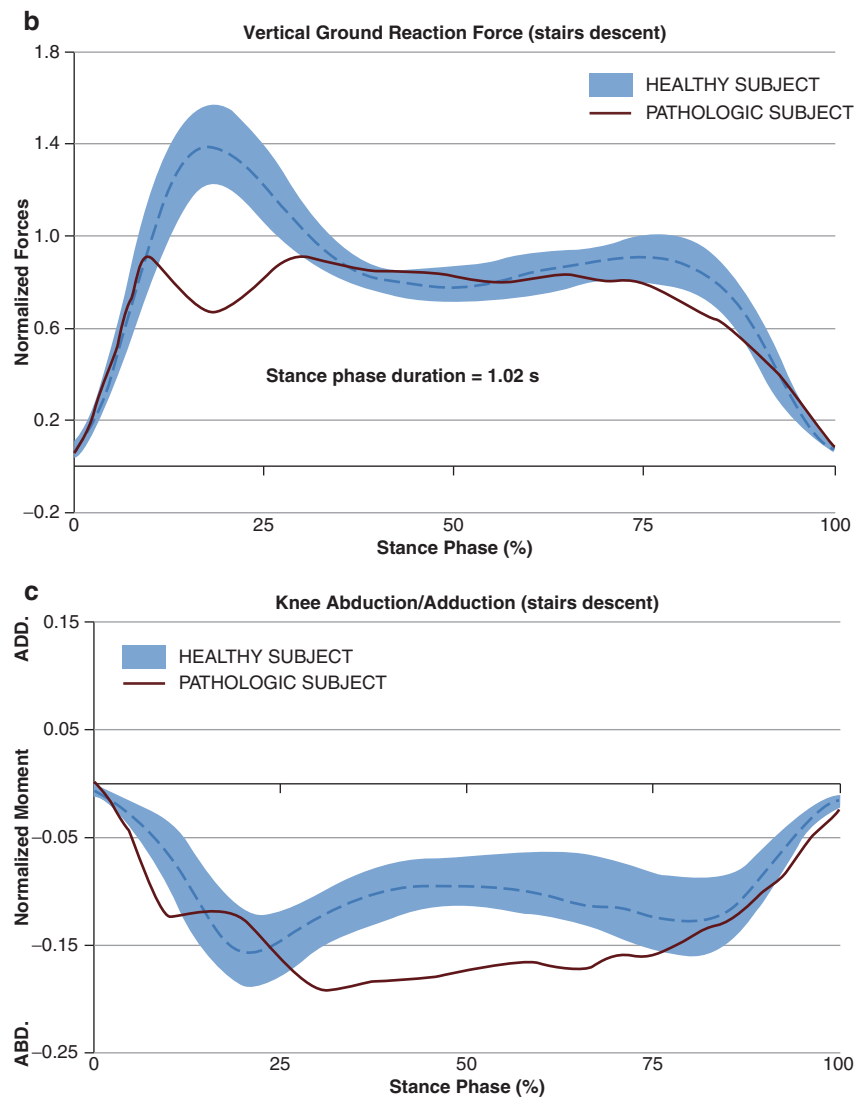 b
Vertical Ground Reaction Force (stairs descent)
1.8
1.4
1.0
0.6
0.2
−0.2
Normalized Forces
HEALTHY SUBJECT
PATHOLOGIC SUBJECT
Stance phase duration = 1.02 s
0
25
50
75
100
Stance Phase (%)
c
Knee Abduction/Adduction (stairs descent)
ADD.
Normalized Moment
ABD.
0.15
0.05
−0.05
−0.15
−0.25
HEALTHY SUBJECT
PATHOLOGIC SUBJECT
0
25
50
75
100
Stance Phase (%)